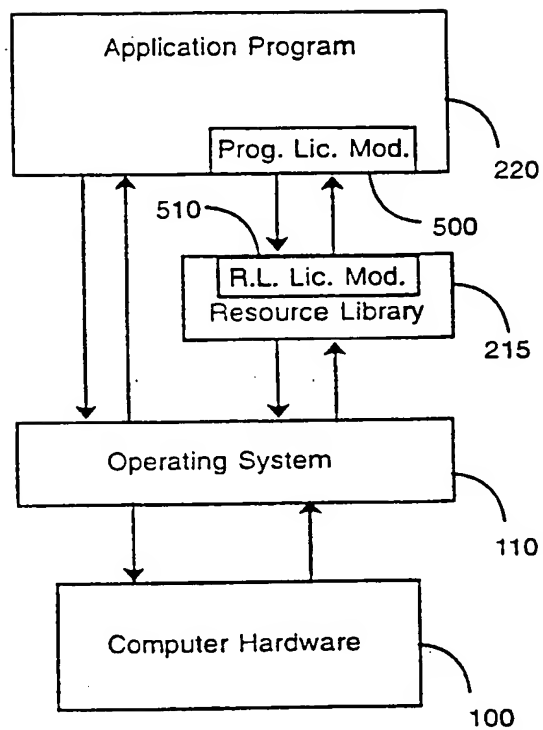 Application Program
Prog. Lic. Mod.
220
500
510
R.L. Lic. Mod.
Resource Library
215
Operating System
110
Computer Hardware
100